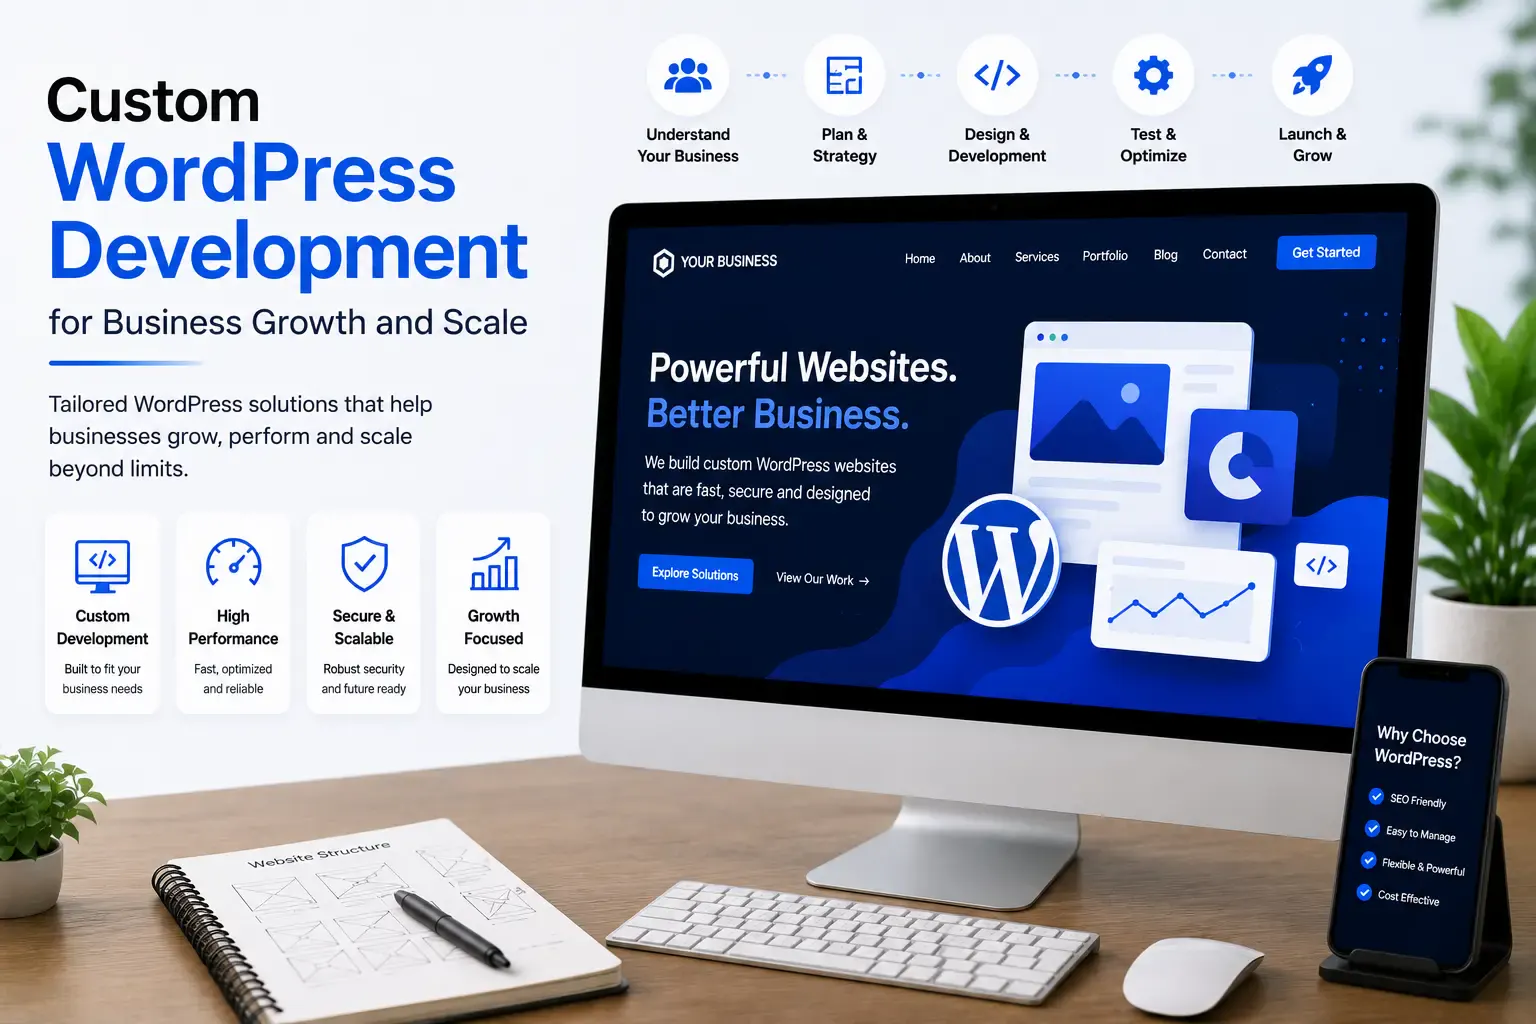 Custom
WordPress
Development
for Business Growth and Scale
Tailored WordPress solutions that help
businesses grow, perform and scale
beyond limits.
Custom
Development
Built to fit your
business needs
High
Performance
Fast, optimized
and reliable
Secure &
Scalable
Robust security
and future ready
Growth
Focused
Designed to scale
your business
Understand
Your Business
Plan &
Strategy
Design &
Development
Test &
Optimize
Launch &
Grow
YOUR BUSINESS
Home About Services Portfolio Blog Contact Get Started
Powerful Websites.
Better Business.
We build custom WordPress websites
that are fast, secure and designed
to grow your business.
Explore Solutions View Our Work →
Website Structure
Why Choose
WordPress?
SEO Friendly
Easy to Manage
Flexible & Powerful
Cost Effective